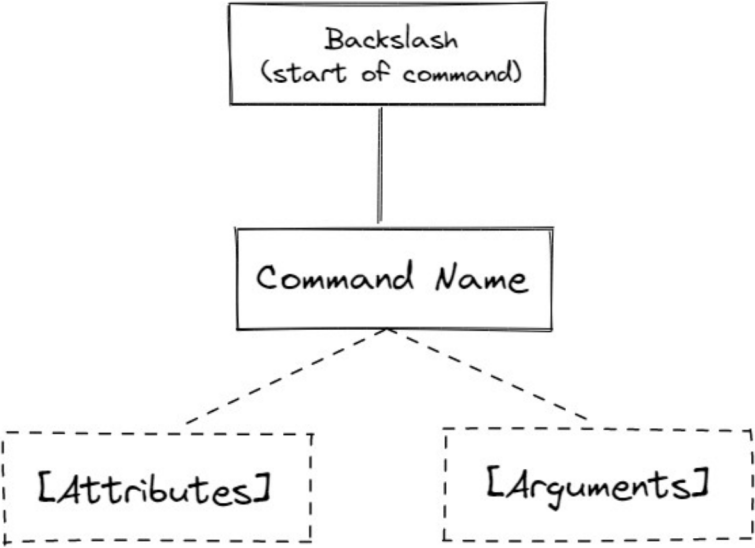 Backslash
(start of command)
Command Name
[Attributes]
[Arguments]